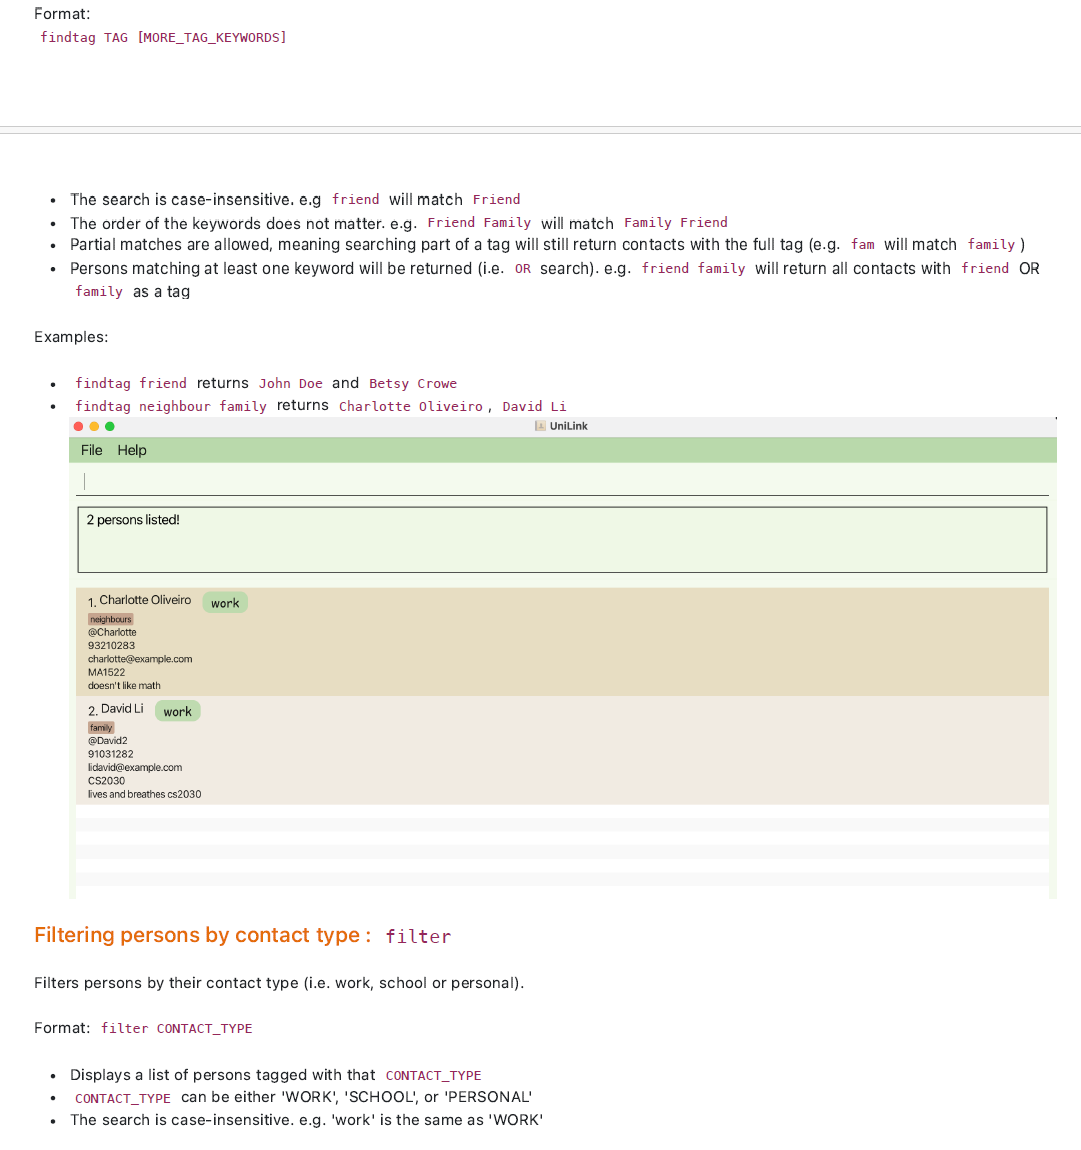 Format:
findtag TAG [MORE_TAG_KEYWORDS]
• The search is case-insensitive. e.g friend will match Friend
• The order of the keywords does not matter. e.g. Friend Family will match Family Friend
• Partial matches are allowed, meaning searching part of a tag will still return contacts with the full tag (e.g. fam will match family )
• Persons matching at least one keyword will be returned (i.e. OR search). e.g. friend family will return all contacts with friend OR
family as a tag
Examples:
• findtag friend returns John Doe and Betsy Crowe
• findtag neighbour family returns Charlotte Oliveiro , David Li
UniLink
File Help
2 persons listed!
1. Charlotte Oliveiro work
neighbours
@Charlotte
93210283
charlotte@example.com
MA1522
doesn't like math
2. David Li work
family
@David2
91031282
lidavid@example.com
CS2030
lives and breathes cs2030
Filtering persons by contact type : filter
Filters persons by their contact type (i.e. work, school or personal).
Format: filter CONTACT_TYPE
• Displays a list of persons tagged with that CONTACT_TYPE
• CONTACT_TYPE can be either 'WORK', 'SCHOOL', or 'PERSONAL'
• The search is case-insensitive. e.g. 'work' is the same as 'WORK'